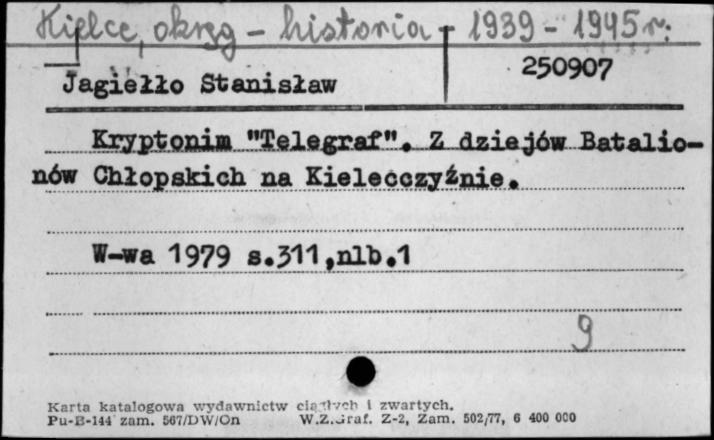 Kielce, okręg - historia - 1939 - 1945 r.
Jagiełło Stanisław 250907
Kryptonim "Telegraf". Z dziejów Batalio-
nów Chłopskich na Kielecczyźnie.
W-wa 1979 s.311,nlb.1
9
Karta katalogowa wydawnictw ciągłych i zwartych.
Pu-B-144 zam. 567/DW/On W.Z.Graf. Z-2, Zam. 502/77, 6 400 000